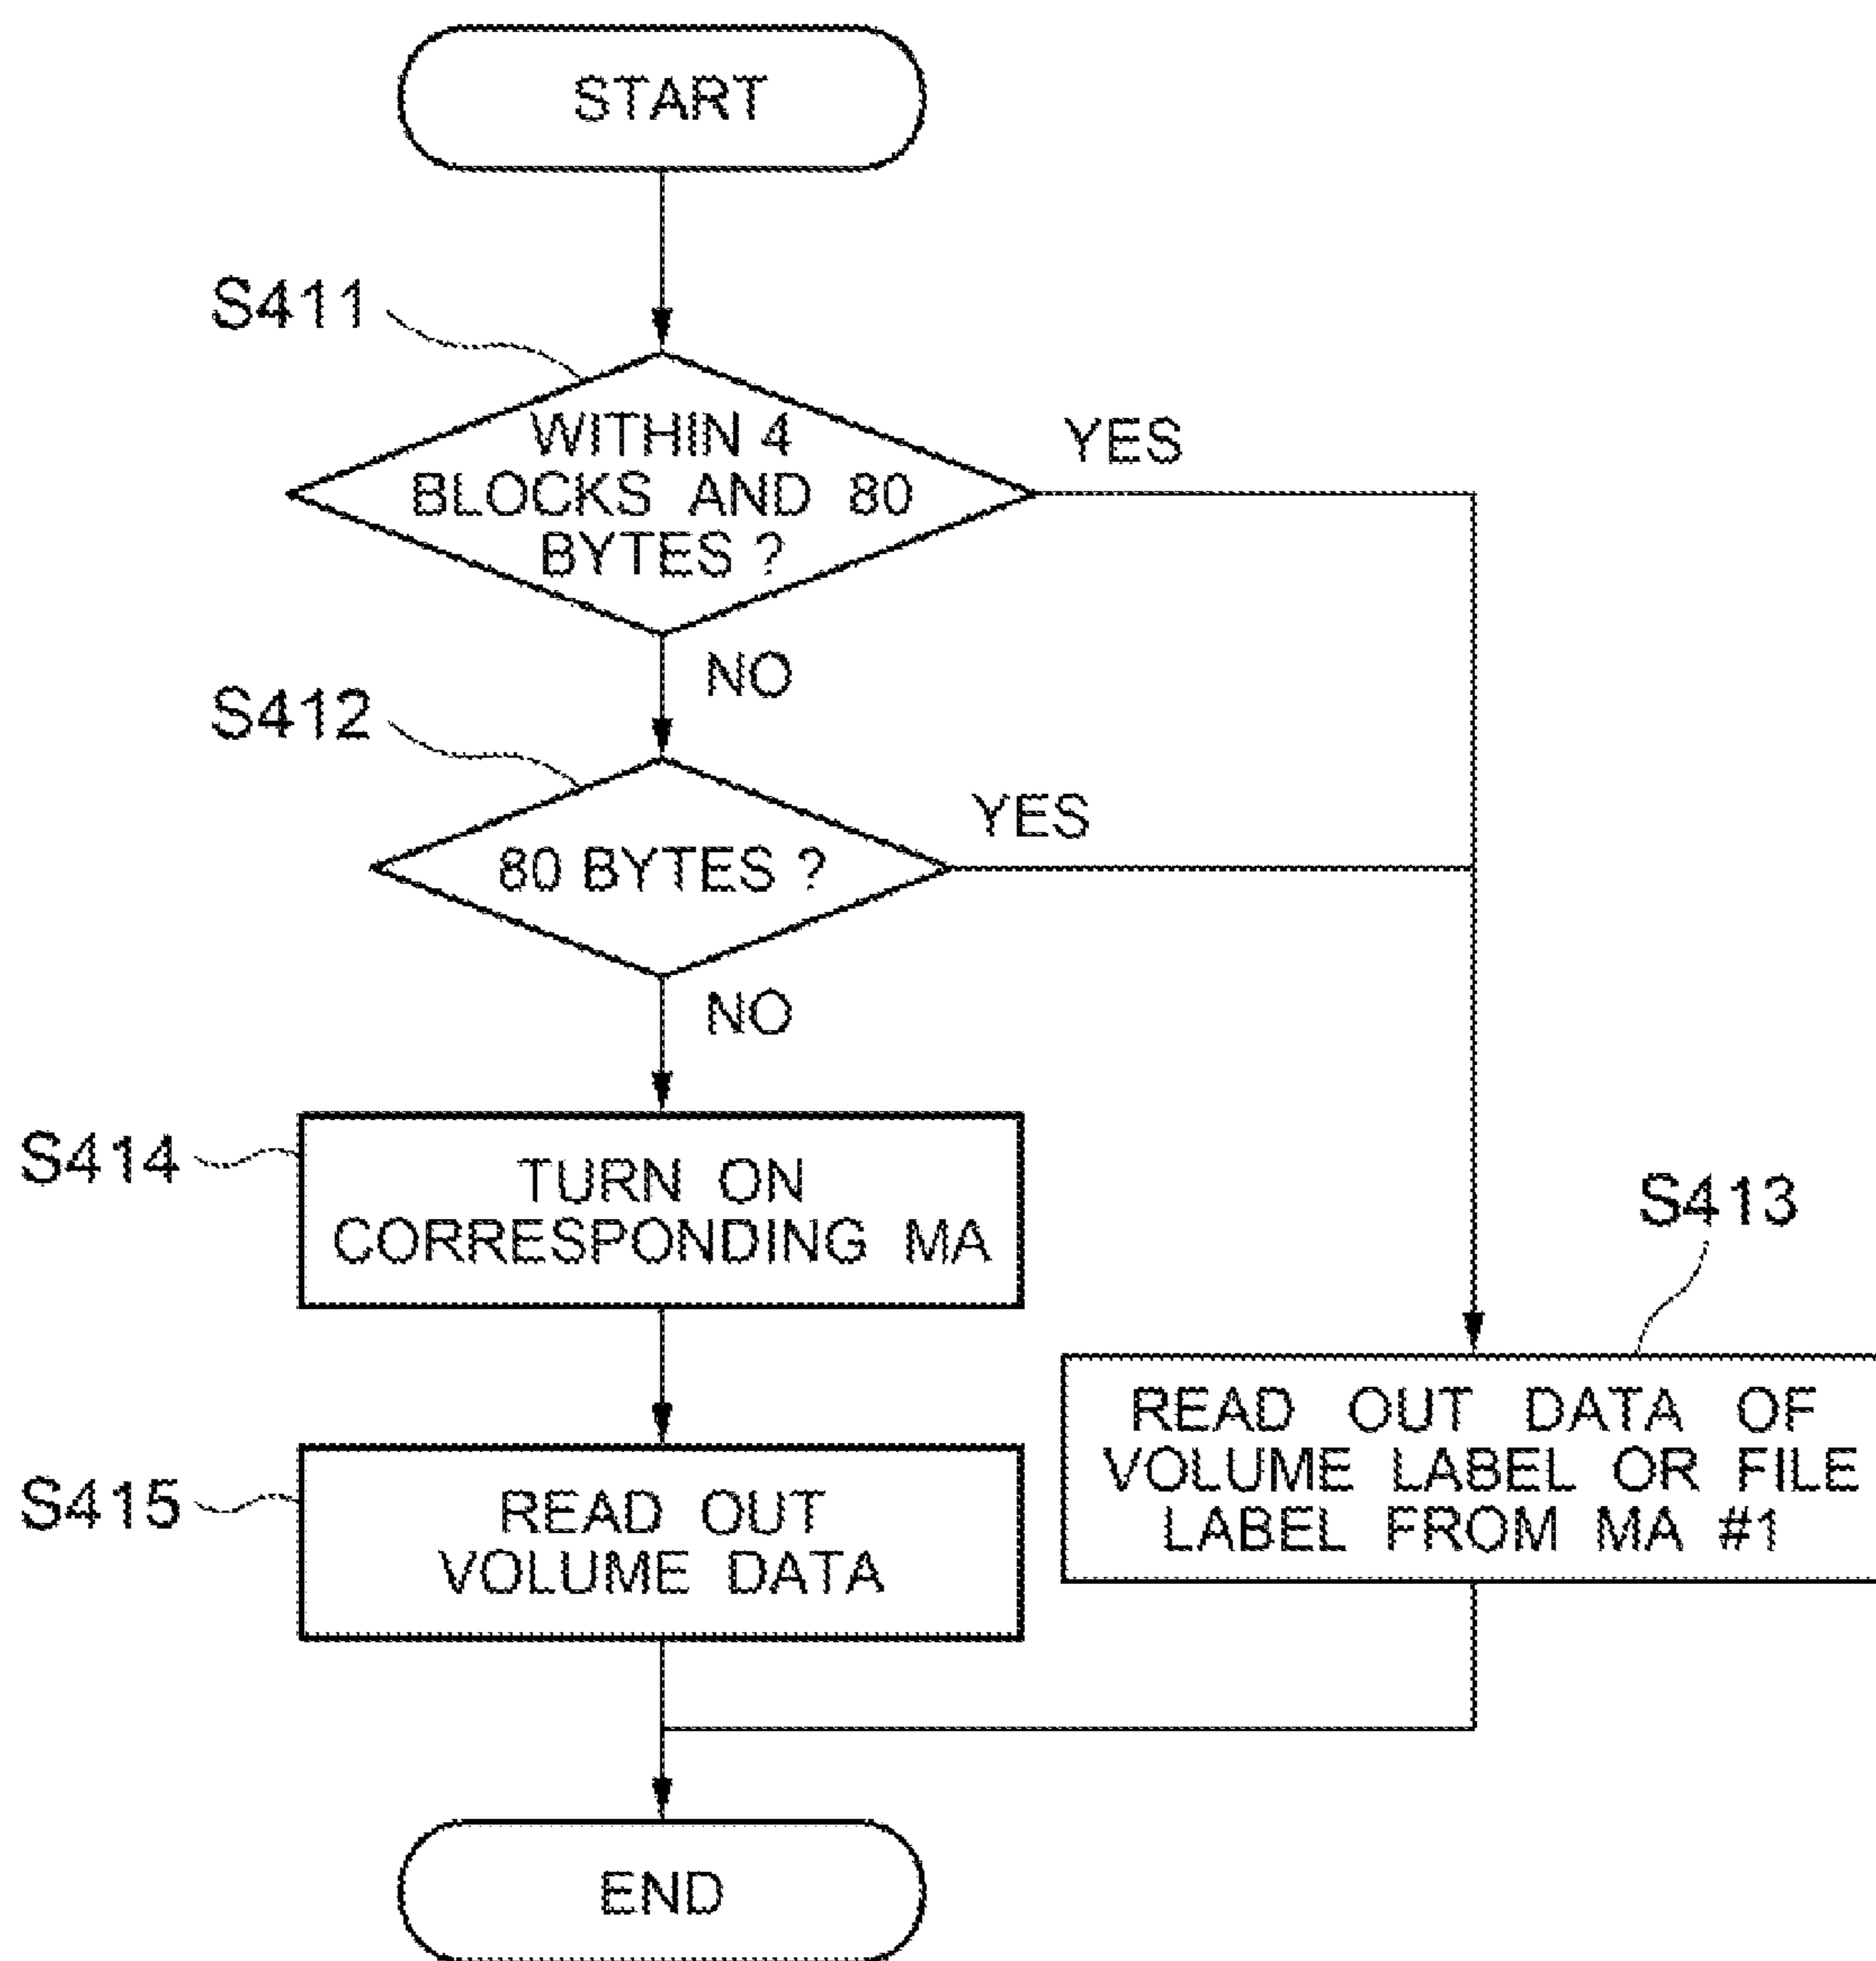 START
S411
WITHIN 4
BLOCKS AND 80
BYTES ?
YES
NO
S412
80 BYTES ?
YES
NO
S414
TURN ON
CORRESPONDING MA
S413
READ OUT DATA OF
VOLUME LABEL OR FILE
LABEL FROM MA #1
S415
READ OUT
VOLUME DATA
END